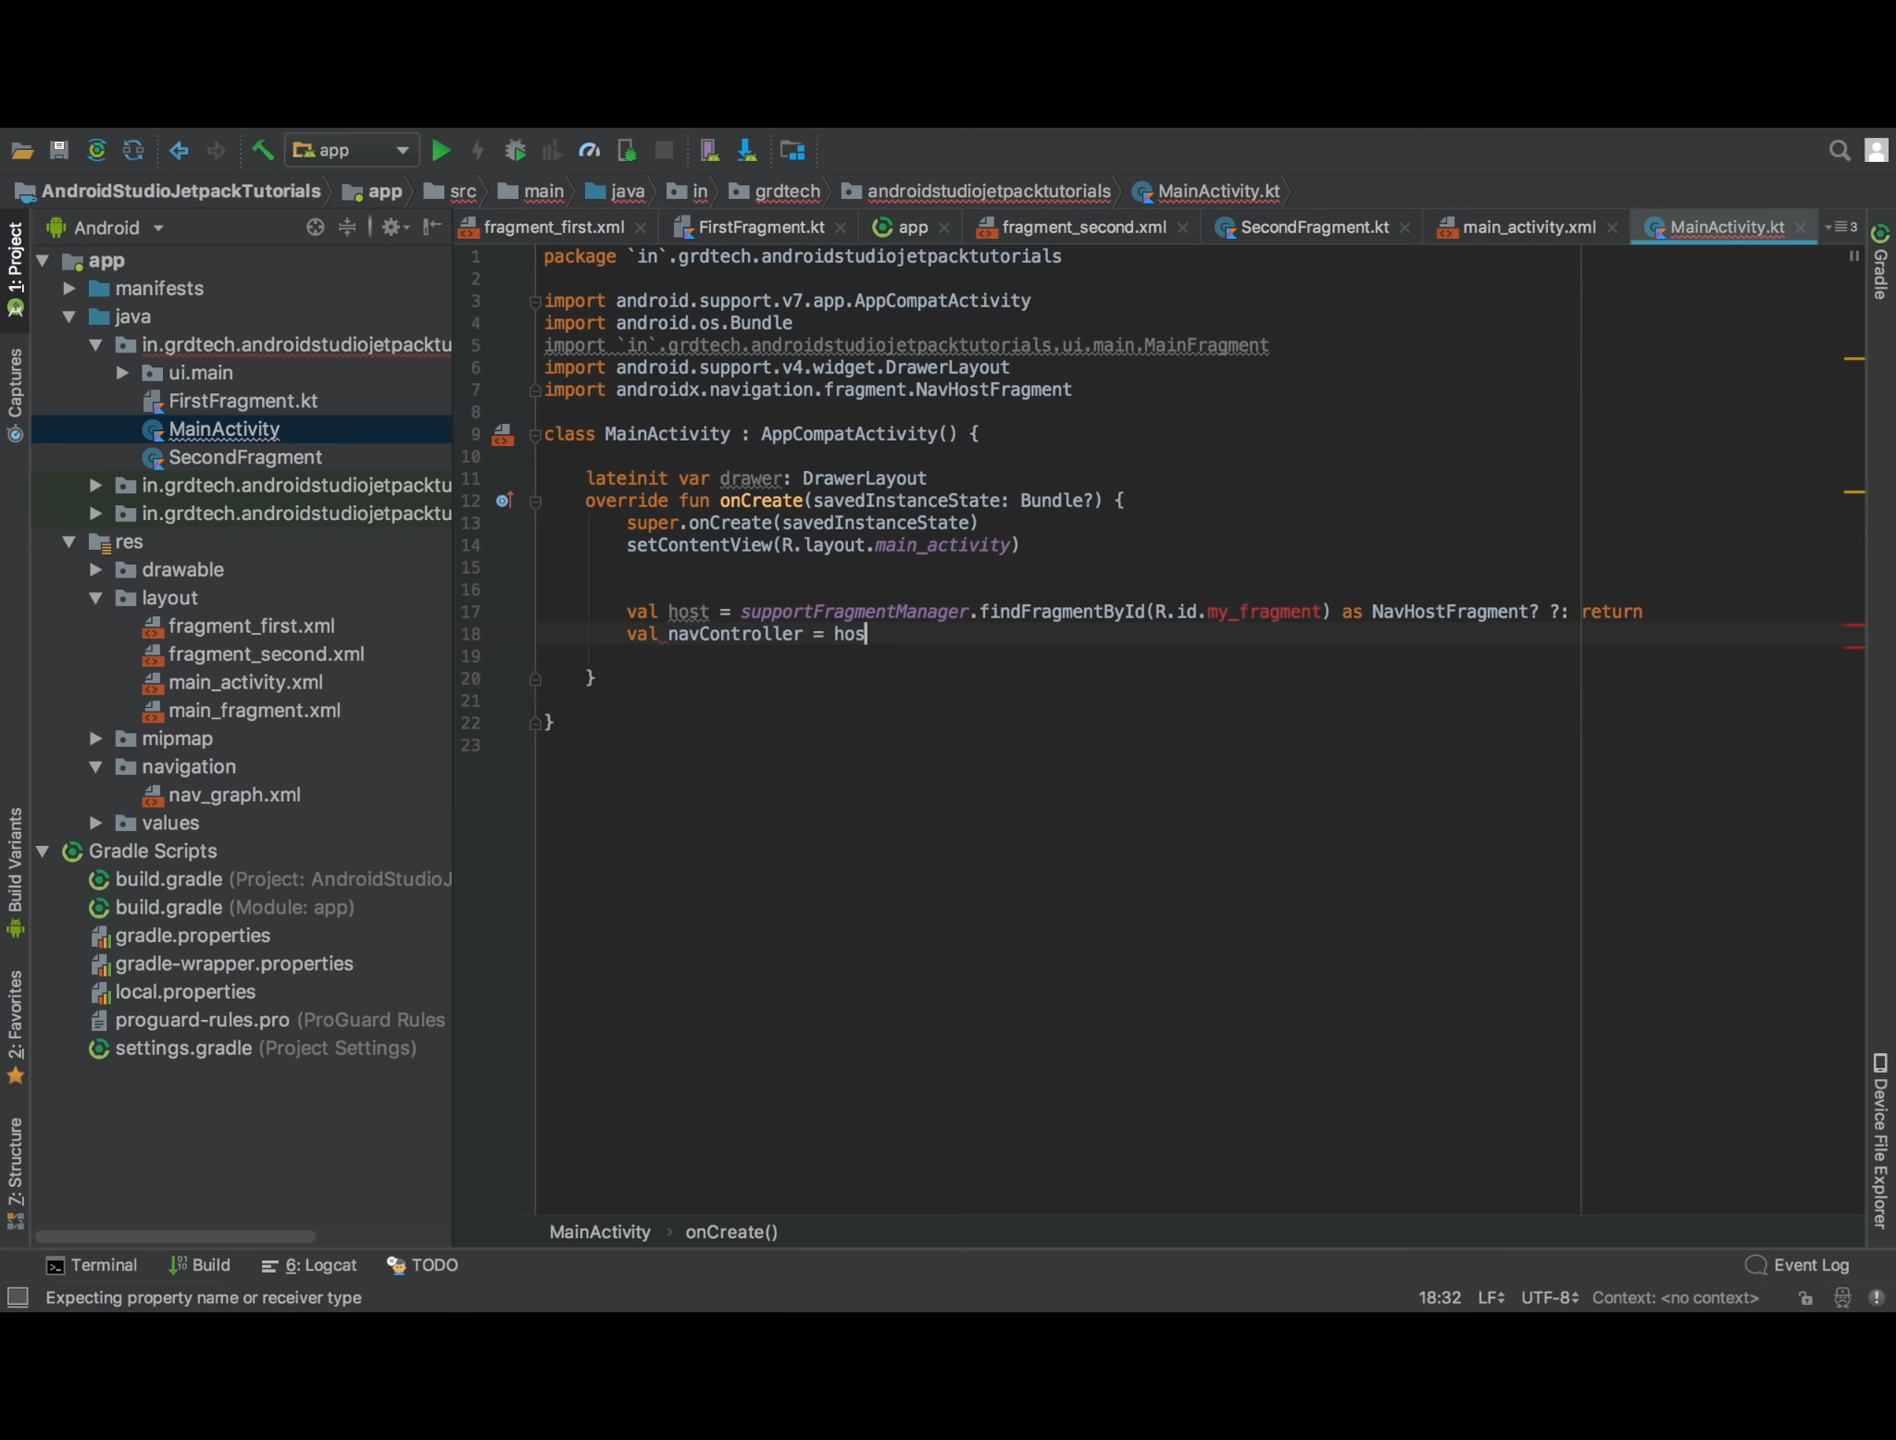 app
AndroidStudioJetpackTutorials app src main java in grdtech androidstudiojetpacktutorials MainActivity.kt
Android
fragment_first.xml FirstFragment.kt app fragment_second.xml SecondFragment.kt main_activity.xml MainActivity.kt 3
1: Project
Captures
Build Variants
2: Favorites
7: Structure
app
manifests
java
in.grdtech.androidstudiojetpacktu
ui.main
FirstFragment.kt
MainActivity
SecondFragment
in.grdtech.androidstudiojetpacktu
in.grdtech.androidstudiojetpacktu
res
drawable
layout
fragment_first.xml
fragment_second.xml
main_activity.xml
main_fragment.xml
mipmap
navigation
nav_graph.xml
values
Gradle Scripts
build.gradle (Project: AndroidStudioJ
build.gradle (Module: app)
gradle.properties
gradle-wrapper.properties
local.properties
proguard-rules.pro (ProGuard Rules
settings.gradle (Project Settings)
1 package `in`.grdtech.androidstudiojetpacktutorials
2
3 import android.support.v7.app.AppCompatActivity
4 import android.os.Bundle
5 import `in`.grdtech.androidstudiojetpacktutorials.ui.main.MainFragment
6 import android.support.v4.widget.DrawerLayout
7 import androidx.navigation.fragment.NavHostFragment
8
9 class MainActivity : AppCompatActivity() {
10
11 lateinit var drawer: DrawerLayout
12 override fun onCreate(savedInstanceState: Bundle?) {
13 super.onCreate(savedInstanceState)
14 setContentView(R.layout.main_activity)
15
16
17 val host = supportFragmentManager.findFragmentById(R.id.my_fragment) as NavHostFragment? ?: return
18 val navController = hos
19
20 }
21
22 }
23
Gradle
Device File Explorer
MainActivity › onCreate()
Terminal Build 6: Logcat TODO Event Log
Expecting property name or receiver type 18:32 LF UTF-8 Context: <no context>